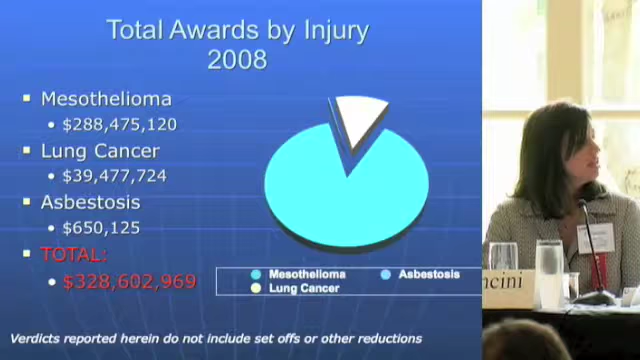 Total Awards by Injury
2008
Mesothelioma
• $288,475,120
Lung Cancer
• $39,477,724
Asbestosis
• $650,125
TOTAL:
• $328,602,969
Mesothelioma
Asbestosis
Lung Cancer
Verdicts reported herein do not include set offs or other reductions
ncini